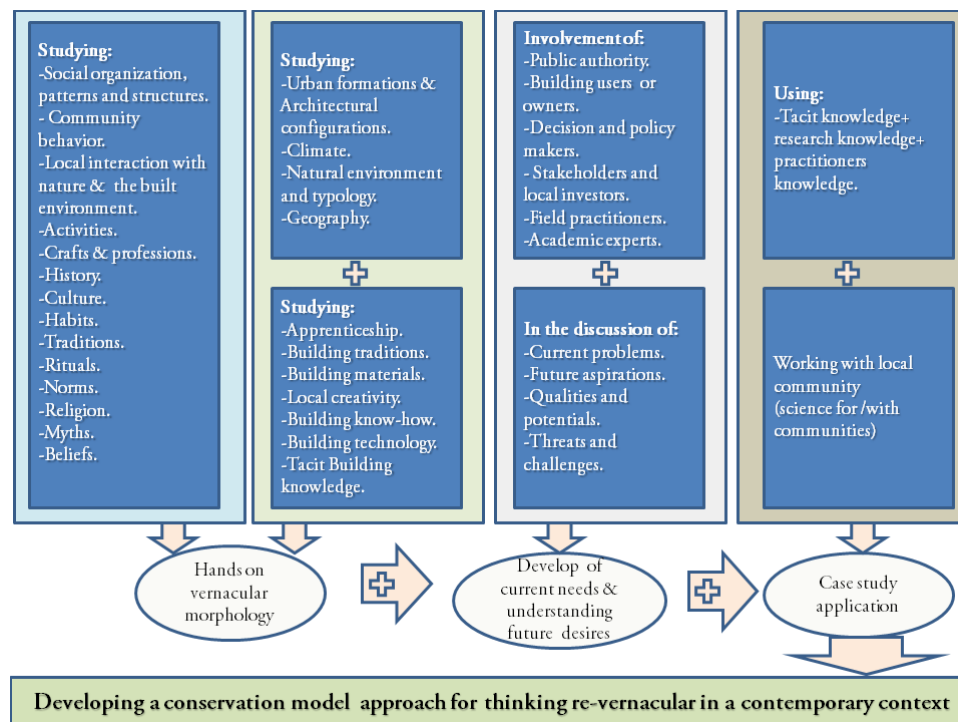 Studying:
-Social organization,
patterns and structures.
- Community
behavior.
-Local interaction with
nature & the built
environment.
-Activities.
-Crafts & professions.
-History.
-Culture.
-Habits.
-Traditions.
-Rituals.
-Norms.
-Religion.
-Myths.
-Beliefs.
Studying:
-Urban formations &
Architectural
configurations.
-Climate.
-Natural environment
and typology.
-Geography.
Studying:
-Apprenticeship.
-Building traditions.
-Building materials.
-Local creativity.
-Building know-how.
-Building technology.
-Tacit Building
knowledge.
Involvement of:
-Public authority.
-Building users or
owners.
-Decision and policy
makers.
- Stakeholders and
local investors.
-Field practitioners.
-Academic experts.
In the discussion of:
-Current problems.
-Future aspirations.
-Qualities and
potentials.
-Threats and
challenges.
Using:
-Tacit knowledge+
research knowledge+
practitioners
knowledge.
Working with local
community
(science for /with
communities)
Hands on
vernacular
morphology
Develop of
current needs &
understanding
future desires
Case study
application
Developing a conservation model approach for thinking re-vernacular in a contemporary context